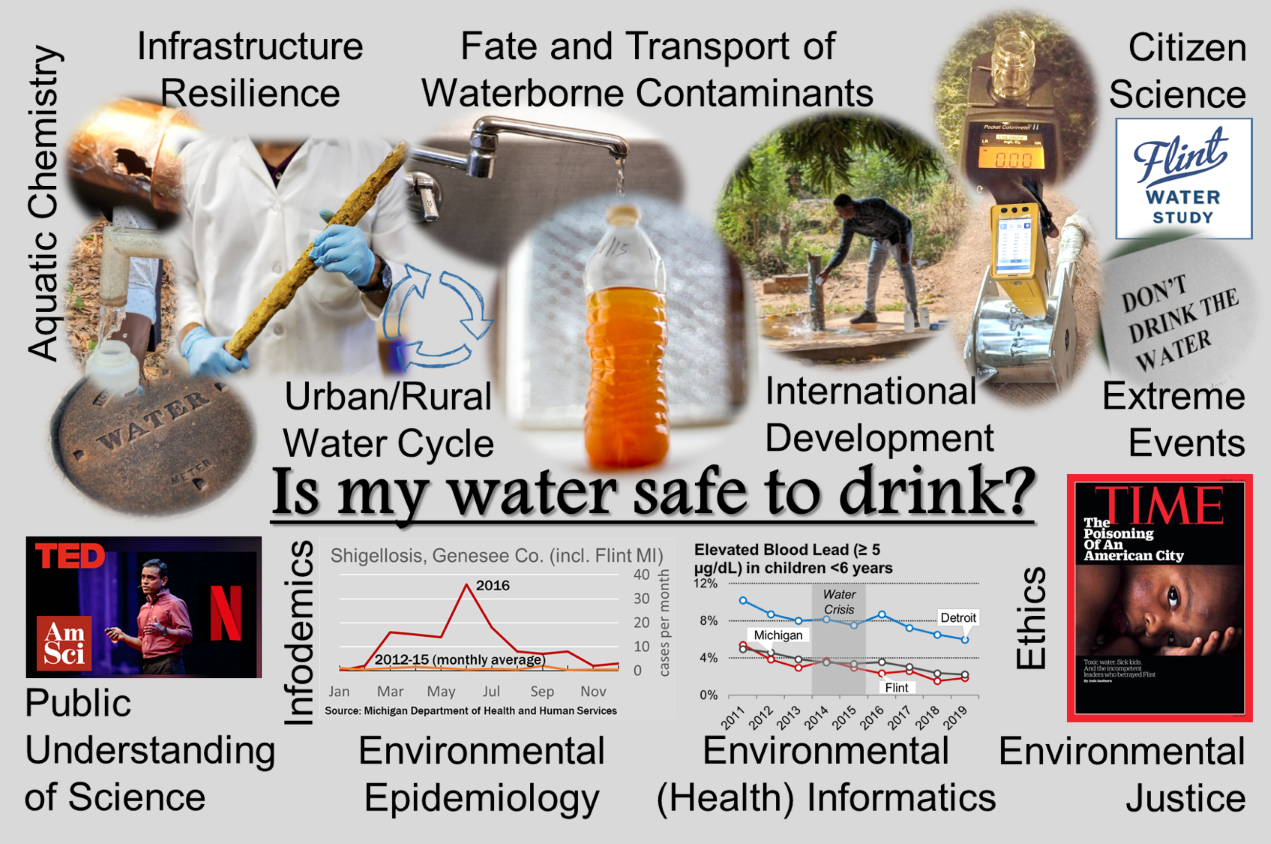 Aquatic Chemistry
Infrastructure
Resilience
Fate and Transport of
Waterborne Contaminants
Citizen
Science
Pocket Colorimeter II
0.00
Flint
WATER
STUDY
115
DON'T
DRINK THE
WATER
WATER
METER
Urban/Rural
Water Cycle
International
Development
Extreme
Events
Is my water safe to drink?
TED
Am
Sci
N
Public
Understanding
of Science
Infodemics
Shigellosis, Genesee Co. (incl. Flint MI)
40
30
20
10
0
cases per month
2016
2012-15 (monthly average)
Jan Mar May Jul Sep Nov
Source: Michigan Department of Health and Human Services
Environmental
Epidemiology
Elevated Blood Lead (≥ 5
µg/dL) in children <6 years
12%
8%
4%
0%
Water
Crisis
Detroit
Michigan
Flint
2011 2012 2013 2014 2015 2016 2017 2018 2019
Environmental
(Health) Informatics
Ethics
TIME
The
Poisoning
Of An
American City
Toxic water. Sick kids.
And the incompetent
leaders who betrayed Flint
Environmental
Justice